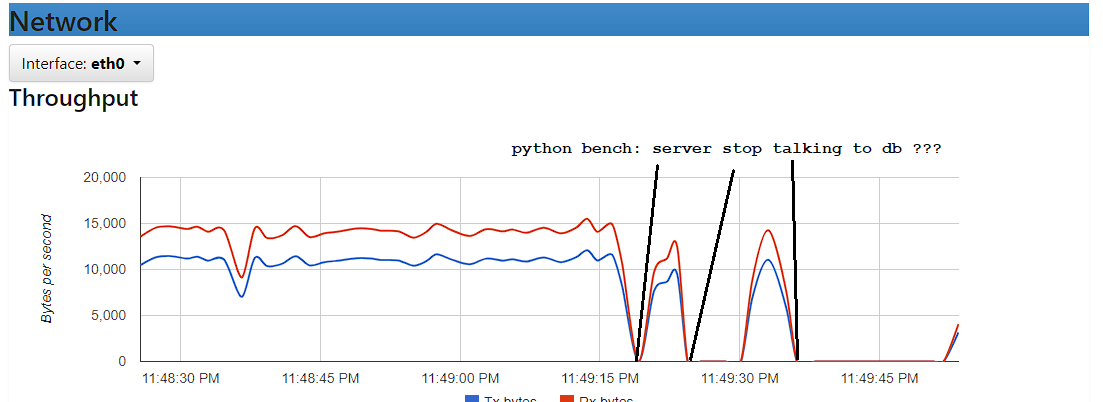 Network
Interface: eth0
Throughput
python bench: server stop talking to db ???
20,000
15,000
10,000
5,000
0
Bytes per second
11:48:30 PM 11:48:45 PM 11:49:00 PM 11:49:15 PM 11:49:30 PM 11:49:45 PM
Tx bytes Rx bytes